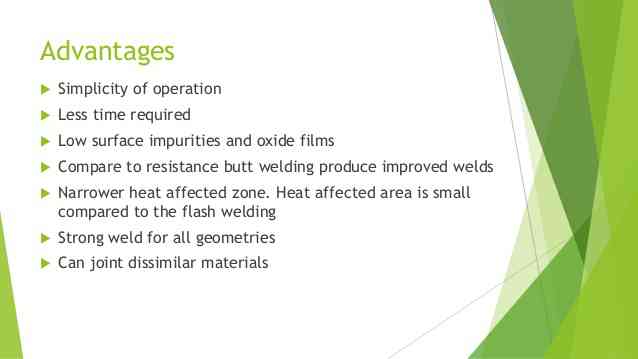 Advantages
Simplicity of operation
Less time required
Low surface impurities and oxide films
Compare to resistance butt welding produce improved welds
Narrower heat affected zone. Heat affected area is small
compared to the flash welding
Strong weld for all geometries
Can joint dissimilar materials